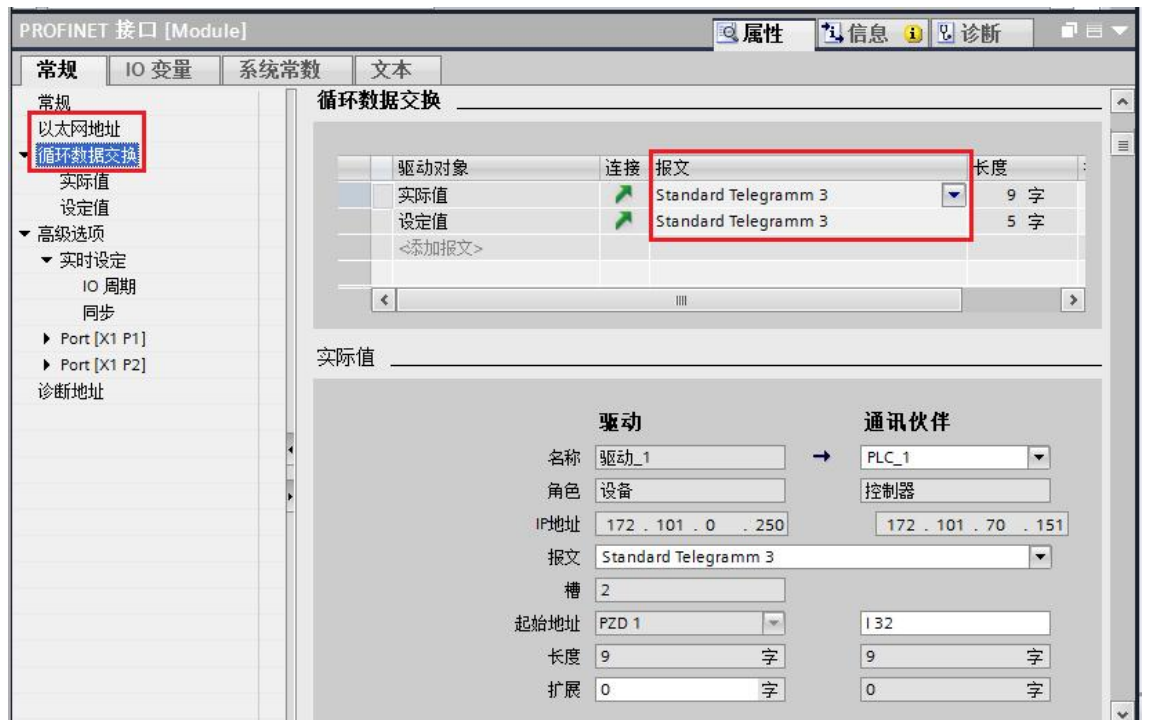 PROFINET 接口 [Module]
属性
信息
诊断
常规
IO 变量
系统常数
文本
常规
以太网地址
循环数据交换
实际值
设定值
高级选项
实时设定
IO 周期
同步
Port [X1 P1]
Port [X1 P2]
诊断地址
循环数据交换
驱动对象 连接 报文 长度
实际值 Standard Telegramm 3 9 字
设定值 Standard Telegramm 3 5 字
<添加报文>
实际值
驱动 通讯伙伴
名称 驱动_1 PLC_1
角色 设备 控制器
IP地址 172 . 101 . 0 . 250 172 . 101 . 70 . 151
报文 Standard Telegramm 3
槽 2
起始地址 PZD 1 I 32
长度 9 字 9 字
扩展 0 字 0 字